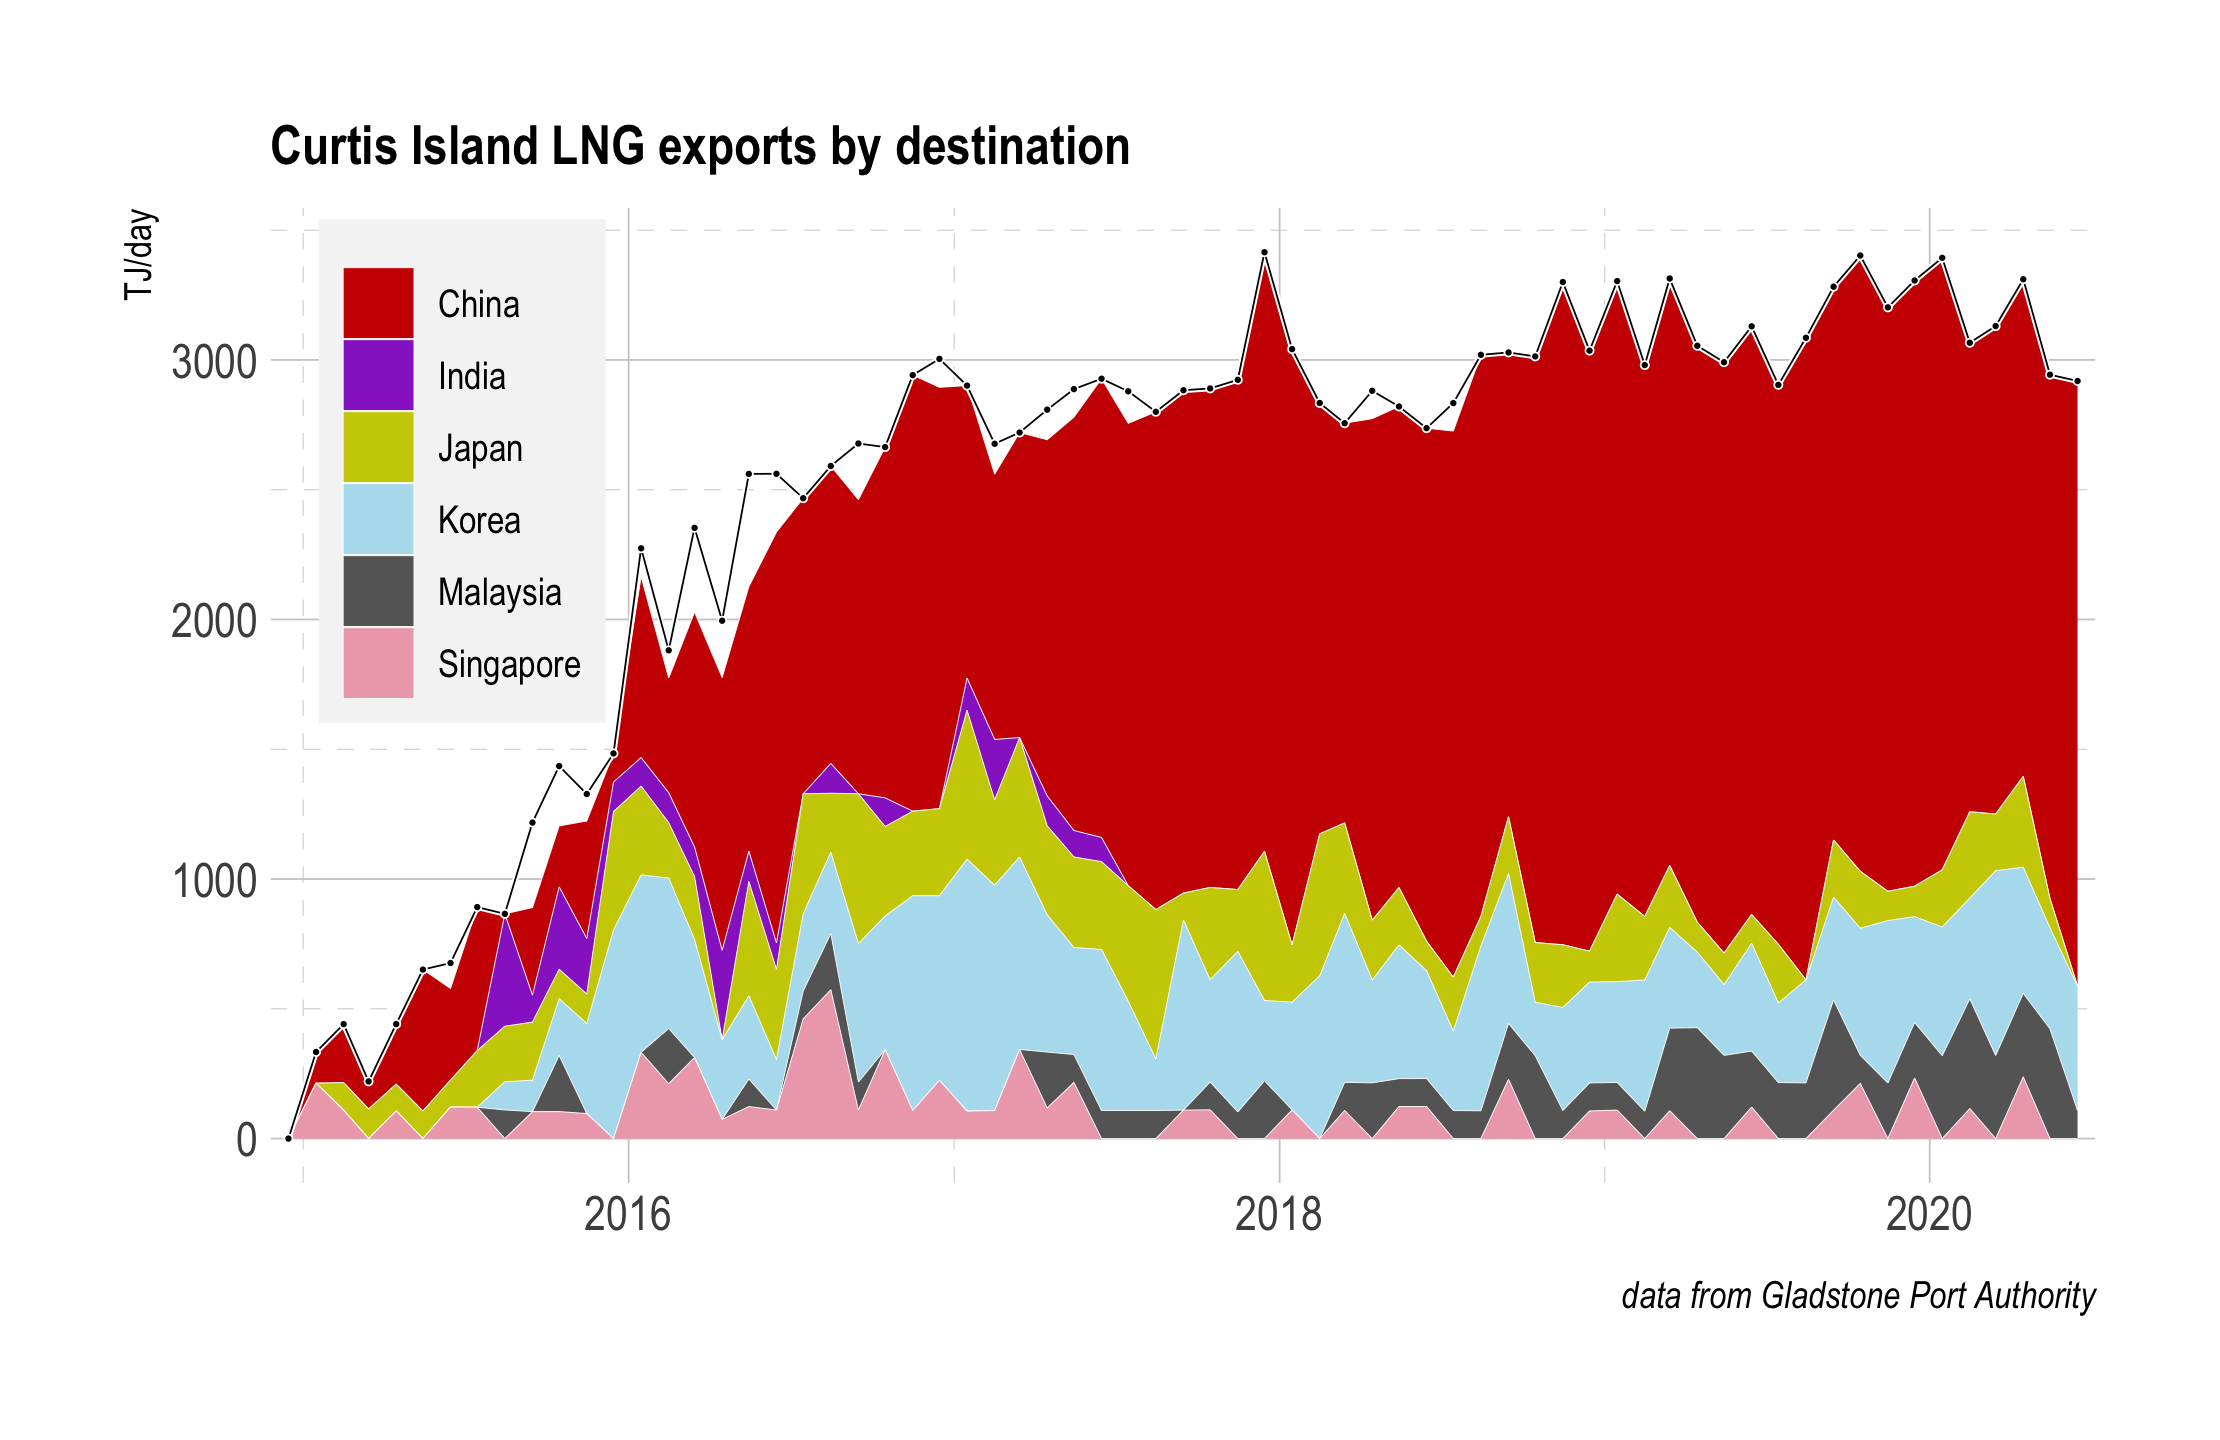 Curtis Island LNG exports by destination
TJ/day
China
India
Japan
Korea
Malaysia
Singapore
3000
2000
1000
0
2016
2018
2020
data from Gladstone Port Authority